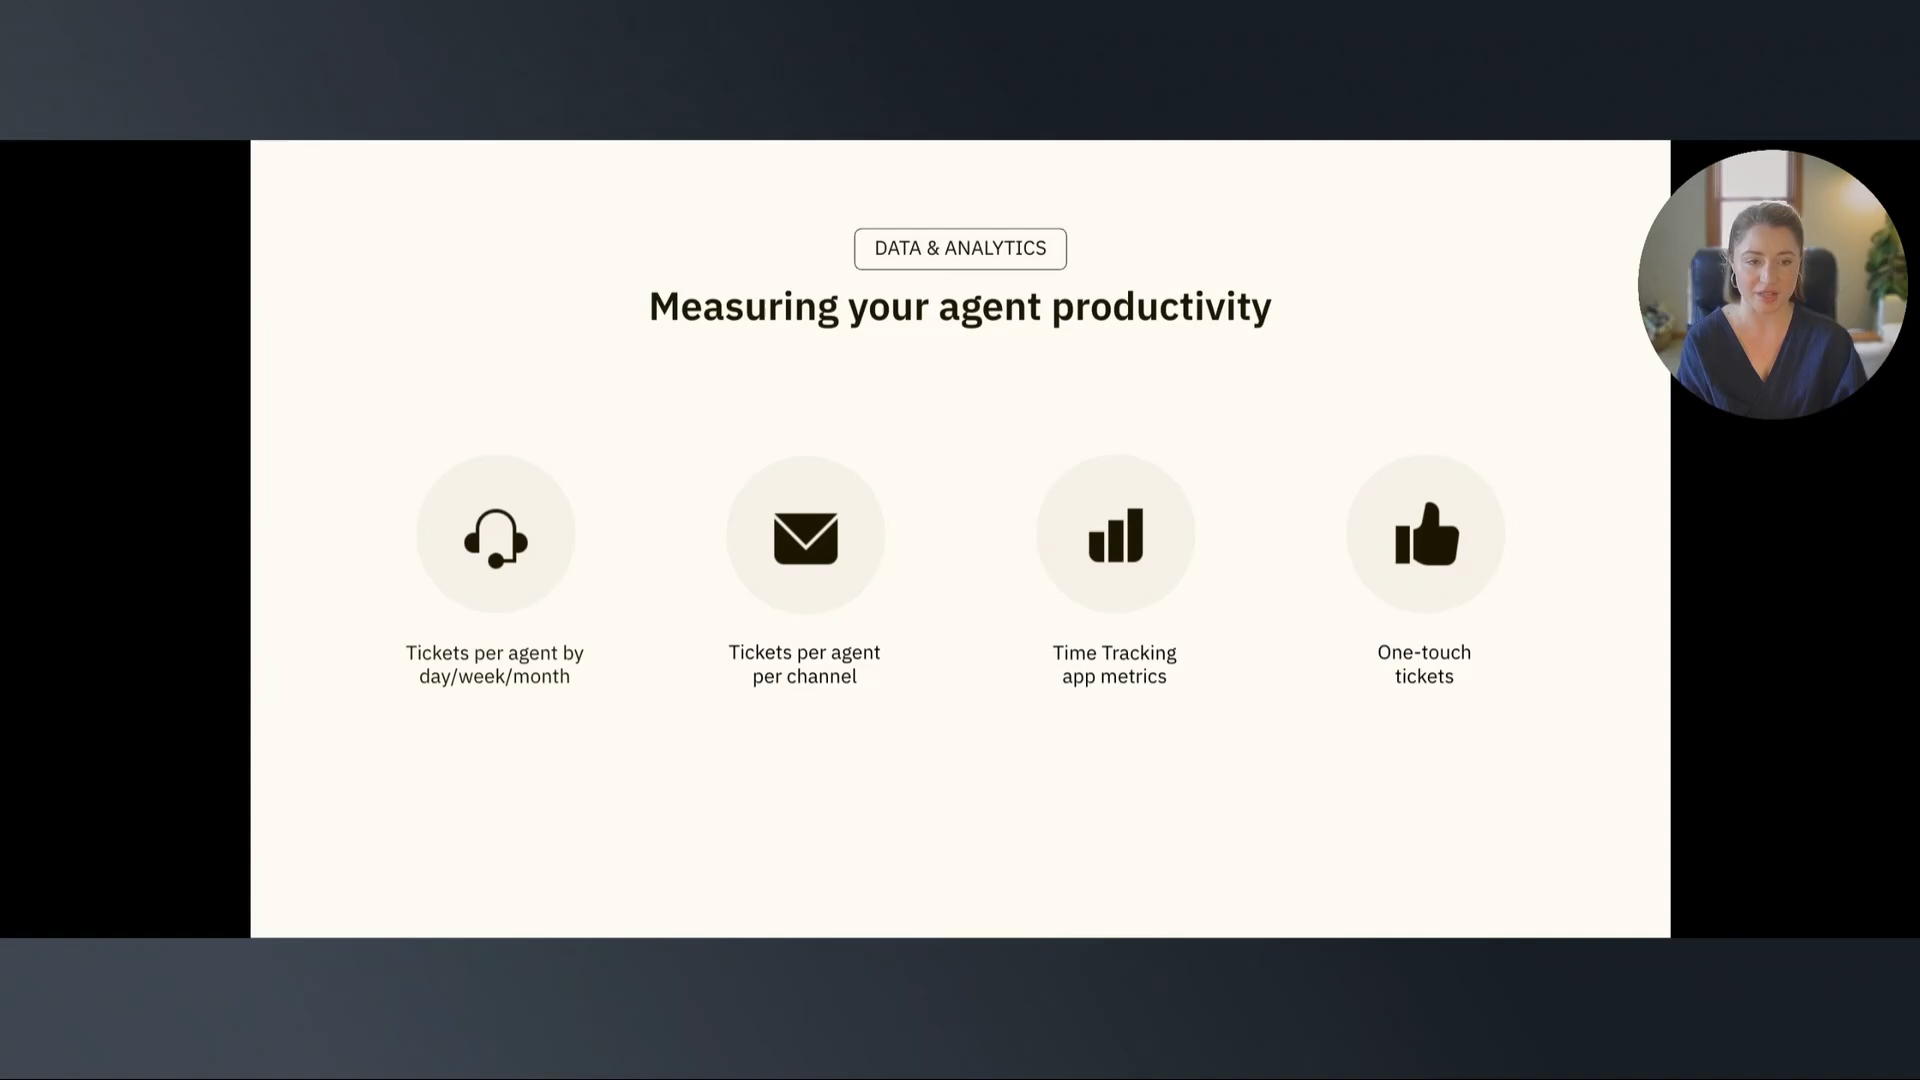 DATA & ANALYTICS
Measuring your agent productivity
Tickets per agent by
day/week/month
Tickets per agent
per channel
Time Tracking
app metrics
One-touch
tickets